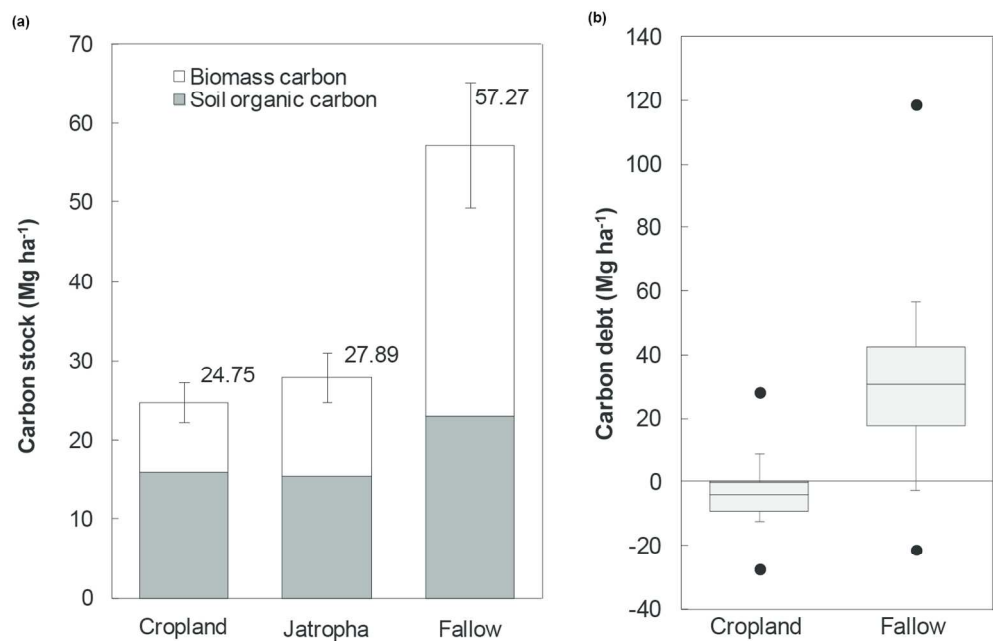 (a)
Carbon stock (Mg ha⁻¹)
70
60
50
40
30
20
10
0
Biomass carbon
Soil organic carbon
24.75
27.89
57.27
Cropland
Jatropha
Fallow
(b)
Carbon debt (Mg ha⁻¹)
140
120
100
80
60
40
20
0
-20
-40
Cropland
Fallow